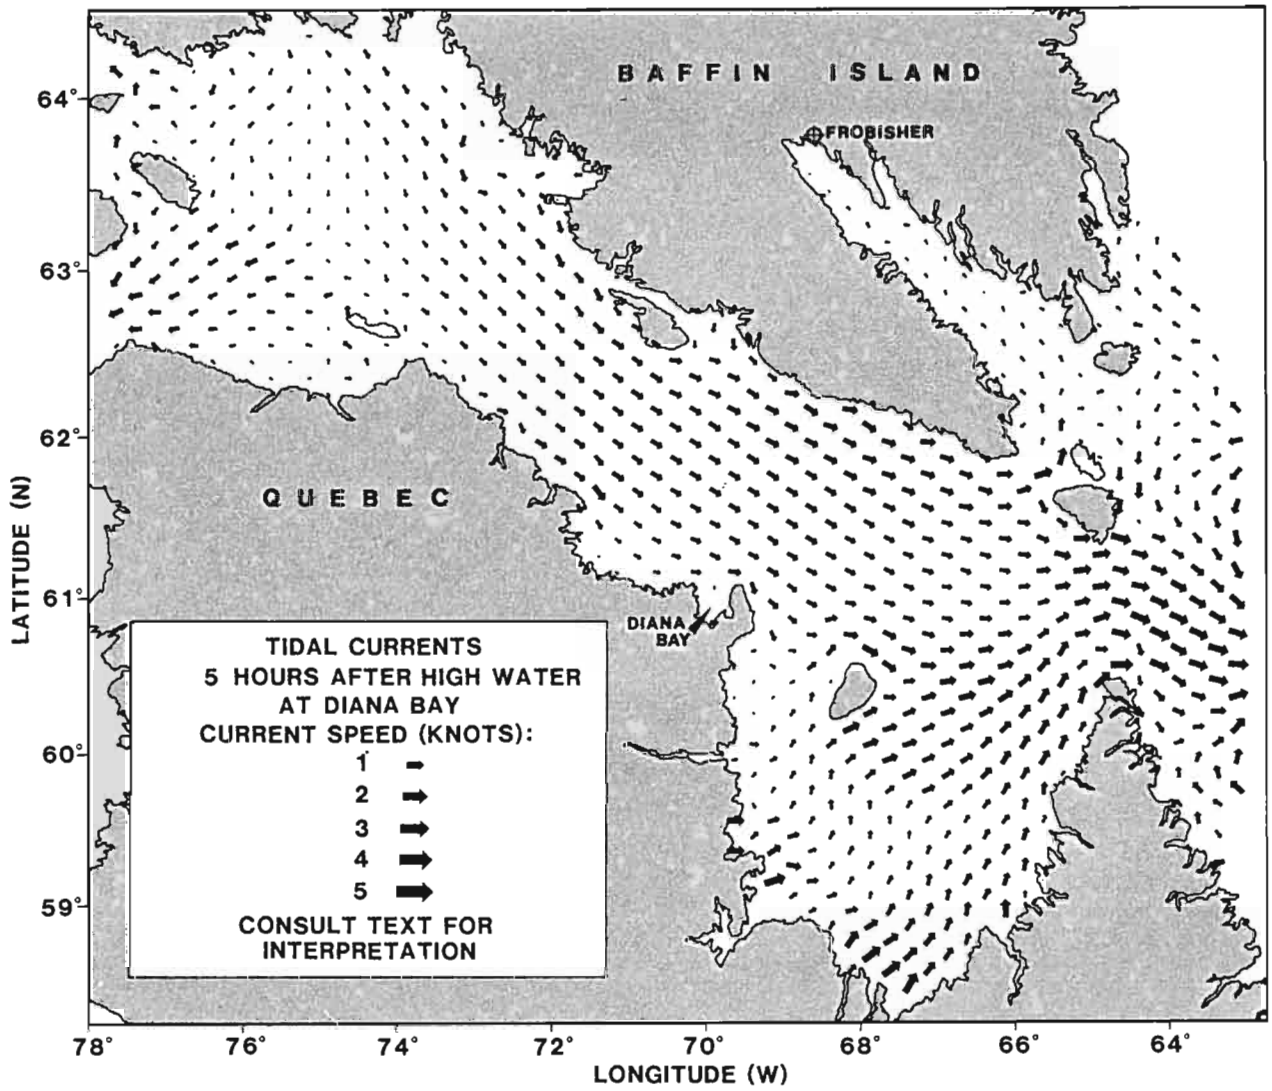 BAFFIN ISLAND
64°
FROBISHER
63°
62°
QUEBEC
LATITUDE (N)
61°
DIANA
BAY
TIDAL CURRENTS
5 HOURS AFTER HIGH WATER
AT DIANA BAY
CURRENT SPEED (KNOTS):
1
2
3
4
5
CONSULT TEXT FOR
INTERPRETATION
60°
59°
78° 76° 74° 72° 70° 68° 66° 64°
LONGITUDE (W)